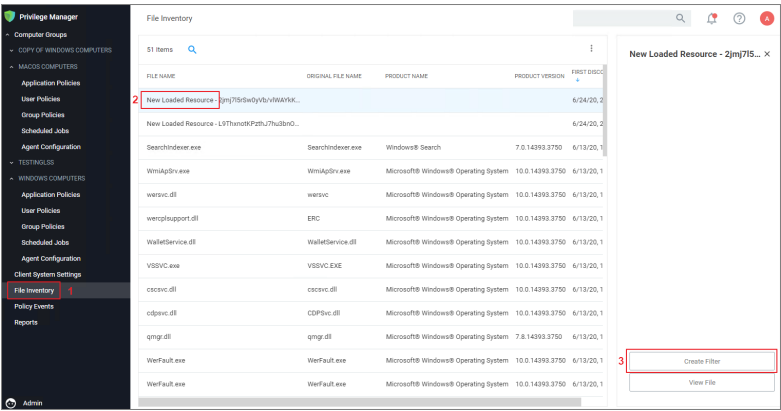 Privilege Manager
Computer Groups
COPY OF WINDOWS COMPUTERS
MACOS COMPUTERS
Application Policies
User Policies
Group Policies
Scheduled Jobs
Agent Configuration
TESTINGLSS
WINDOWS COMPUTERS
Application Policies
User Policies
Group Policies
Scheduled Jobs
Agent Configuration
Client System Settings
File Inventory 1
Policy Events
Reports
Admin
File Inventory
A
51 Items
FILE NAME ORIGINAL FILE NAME PRODUCT NAME PRODUCT VERSION FIRST DISCO
2 New Loaded Resource - 6/24/20, 2
New Loaded Resource - 6/24/20, 2
SearchIndexer.exe SearchIndexer.exe Windows® Search 7.0.14393.3750 6/13/20, 1
WmiApSrv.exe WmiApSrv.exe Microsoft® Windows® Operating System 10.0.14393.3750 6/13/20, 1
wersvc.dll wersvc Microsoft® Windows® Operating System 10.0.14393.3750 6/13/20, 1
wercplsupport.dll ERC Microsoft® Windows® Operating System 10.0.14393.3750 6/13/20, 1
WalletService.dll WalletService.dll Microsoft® Windows® Operating System 10.0.14393.3750 6/13/20, 1
VSSVC.exe VSSVC.EXE Microsoft® Windows® Operating System 10.0.14393.3750 6/13/20, 1
cscsvc.dll cscsvc.dll Microsoft® Windows® Operating System 10.0.14393.3750 6/13/20, 1
cdpsvc.dll CDPSvc.dll Microsoft® Windows® Operating System 10.0.14393.3750 6/13/20, 1
qmgr.dll qmgr.dll Microsoft® Windows® Operating System 7.8.14393.3750 6/13/20, 1
WerFault.exe WerFault.exe Microsoft® Windows® Operating System 10.0.14393.3750 6/13/20, 1
WerFault.exe WerFault.exe Microsoft® Windows® Operating System 10.0.14393.3750 6/13/20, 1
New Loaded Resource - 2jmj7l5... ×
3 Create Filter
View File